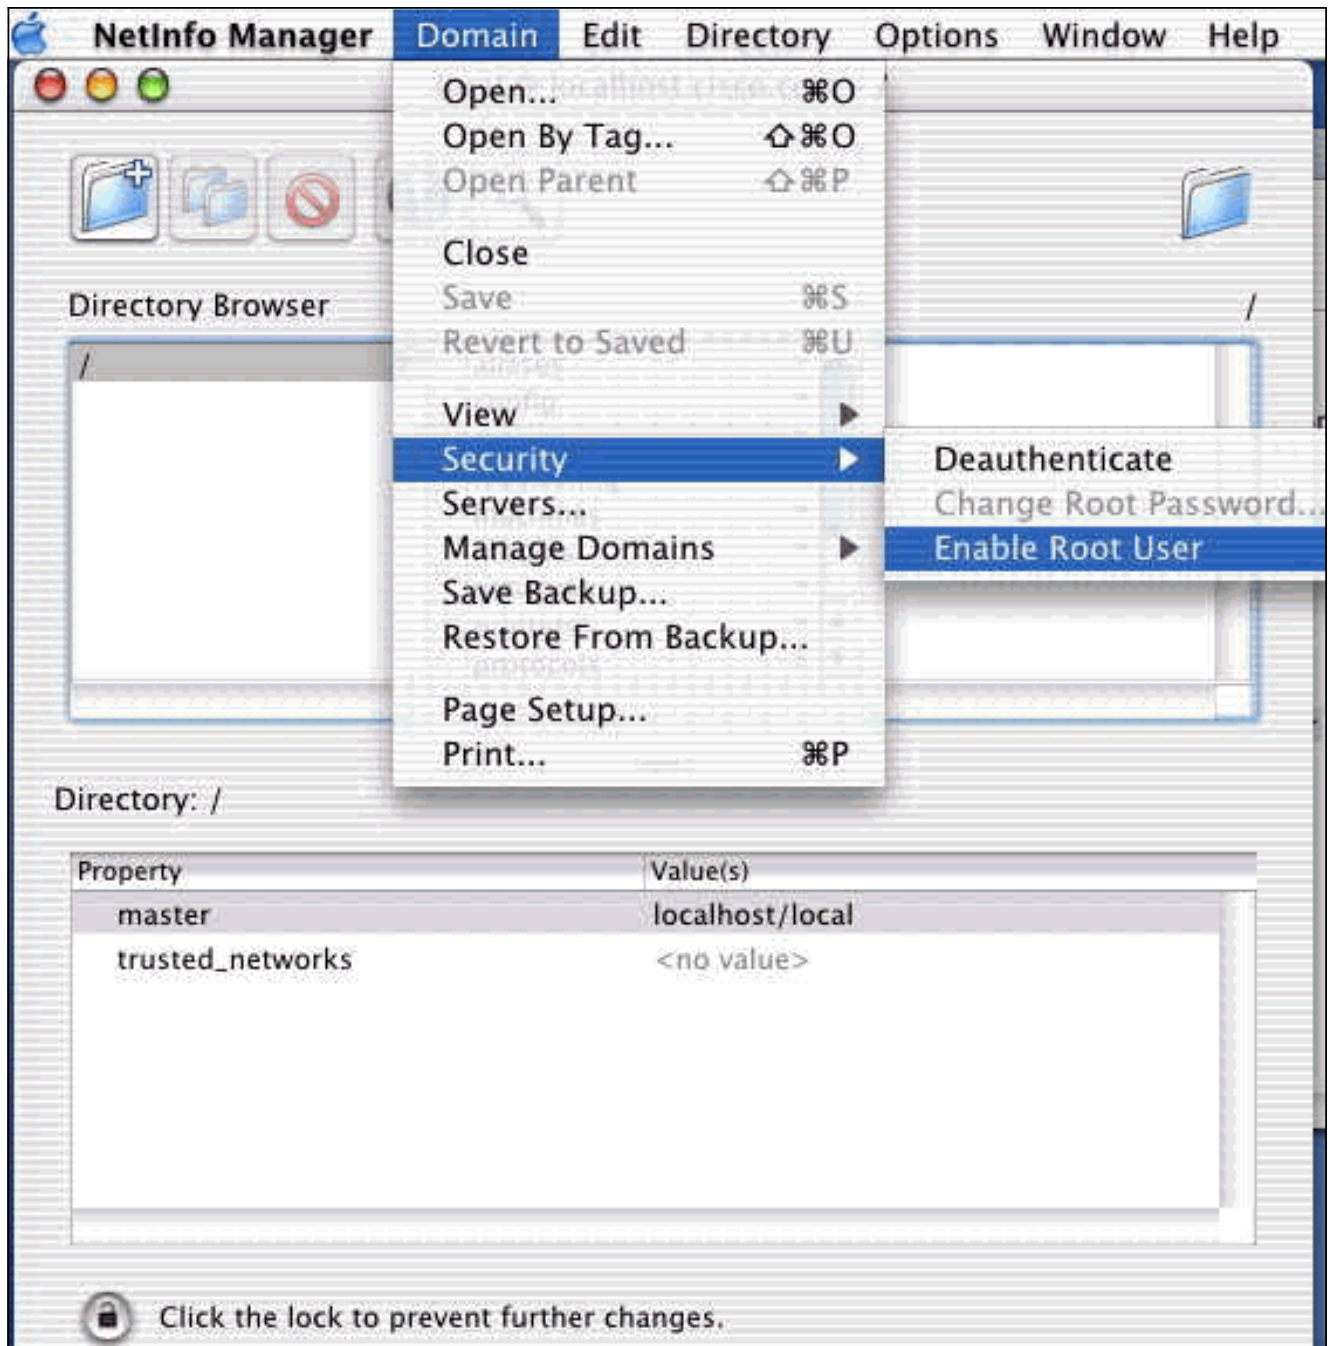 NetInfo Manager Domain Edit Directory Options Window Help
Open... ⌘O
Open By Tag... ⇧⌘O
Open Parent ⇧⌘P
Close
Save ⌘S
Directory Browser /
Revert to Saved ⌘U
/
View
Security
Deauthenticate
Servers...
Change Root Password...
Manage Domains
Enable Root User
Save Backup...
Restore From Backup...
Page Setup...
Print... ⌘P
Directory: /
Property Value(s)
master localhost/local
trusted_networks <no value>
Click the lock to prevent further changes.